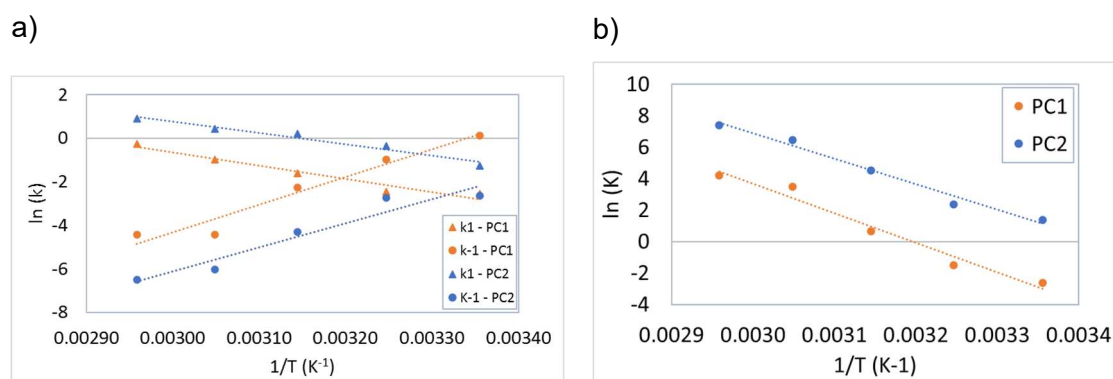 a)
ln (k)
2
0
-2
-4
-6
-8
0.00290 0.00300 0.00310 0.00320 0.00330 0.00340
1/T (K-1)
k1 - PC1
k-1 - PC1
k1 - PC2
K-1 - PC2
b)
ln (K)
10
8
6
4
2
0
-2
-4
0.0029 0.0030 0.0031 0.0032 0.0033 0.0034
1/T (K-1)
PC1
PC2